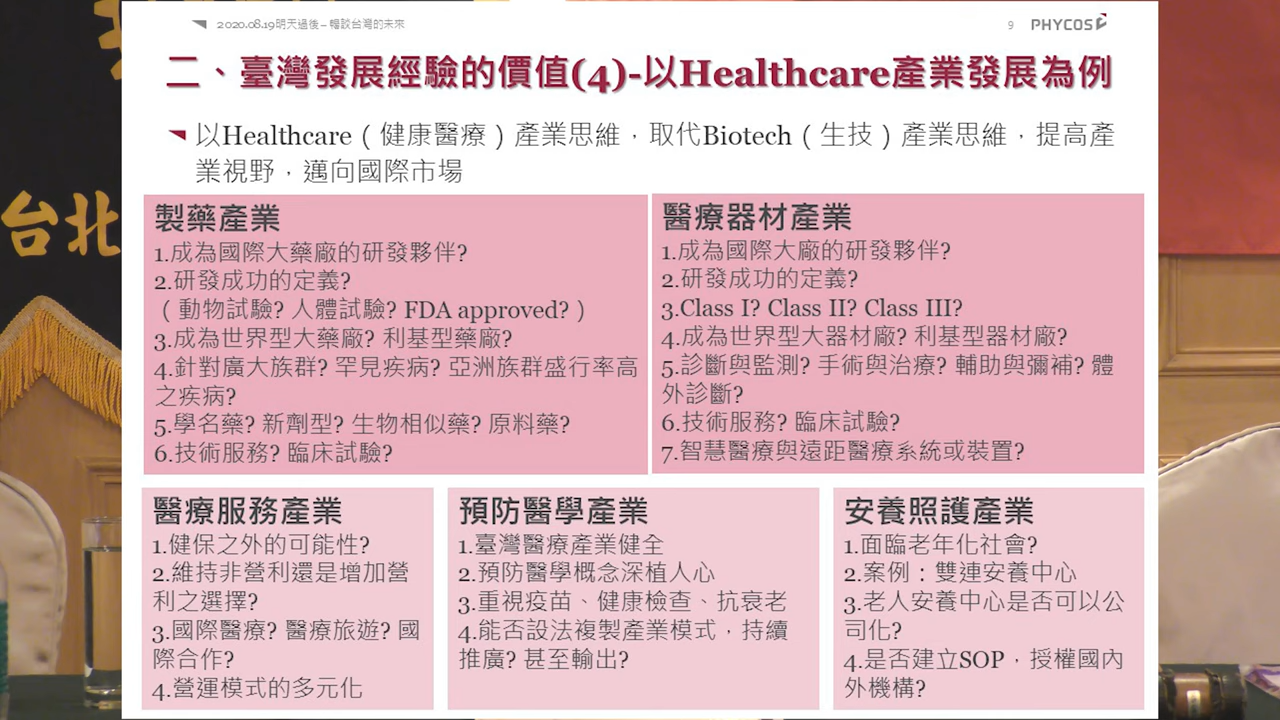 2020.08.19明天過後–暢談台灣的未來
9
PHYCOS
二、臺灣發展經驗的價值(4)-以Healthcare產業發展為例
以Healthcare（健康醫療）產業思維，取代Biotech（生技）產業思維，提高產
業視野，邁向國際市場
製藥產業
1.成為國際大藥廠的研發夥伴?
2.研發成功的定義?
（動物試驗? 人體試驗? FDA approved?）
3.成為世界型大藥廠? 利基型藥廠?
4.針對廣大族群? 罕見疾病? 亞洲族群盛行率高
之疾病?
5.學名藥? 新劑型? 生物相似藥? 原料藥?
6.技術服務? 臨床試驗?
醫療器材產業
1.成為國際大廠的研發夥伴?
2.研發成功的定義?
3.Class I? Class II? Class III?
4.成為世界型大器材廠? 利基型器材廠?
5.診斷與監測? 手術與治療? 輔助與彌補? 體
外診斷?
6.技術服務? 臨床試驗?
7.智慧醫療與遠距醫療系統或裝置?
醫療服務產業
1.健保之外的可能性?
2.維持非營利還是增加營
利之選擇?
3.國際醫療? 醫療旅遊? 國
際合作?
4.營運模式的多元化
預防醫學產業
1.臺灣醫療產業健全
2.預防醫學概念深植人心
3.重視疫苗、健康檢查、抗衰老
4.能否設法複製產業模式，持續
推廣? 甚至輸出?
安養照護產業
1.面臨老年化社會?
2.案例：雙連安養中心
3.老人安養中心是否可以公
司化?
4.是否建立SOP，授權國內
外機構?
台北